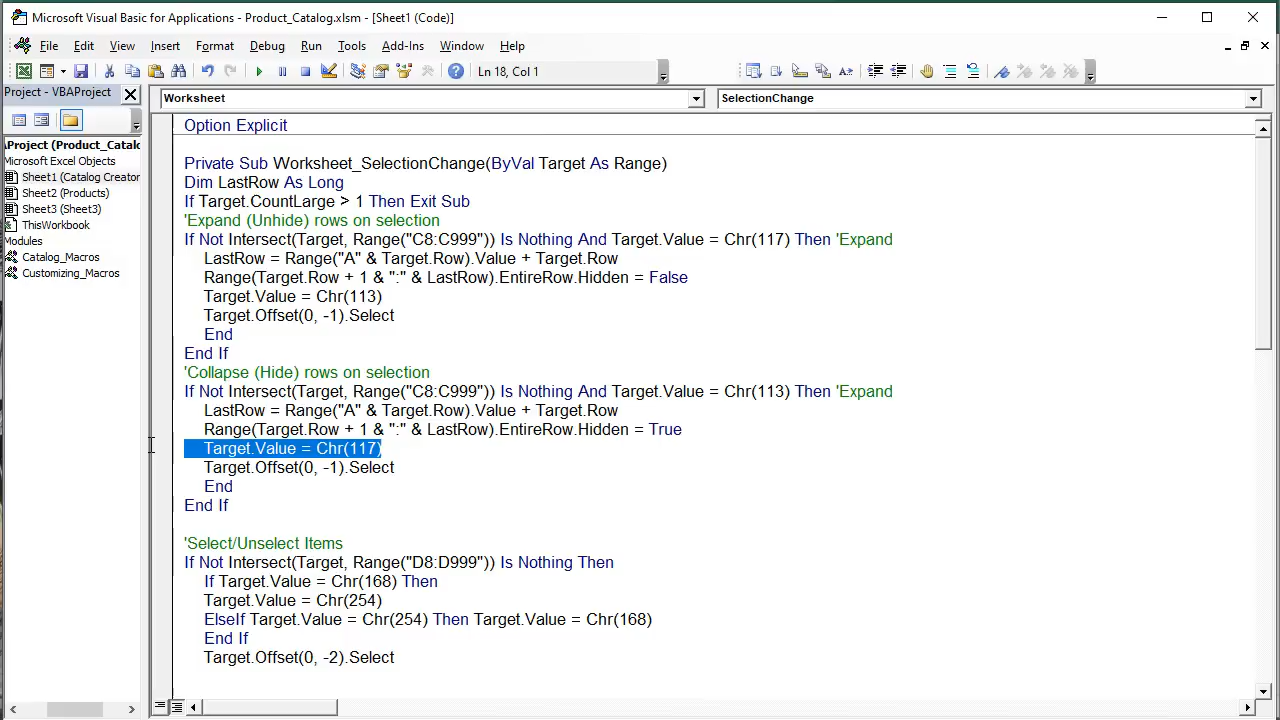 Microsoft Visual Basic for Applications - Product_Catalog.xlsm - [Sheet1 (Code)]
File Edit View Insert Format Debug Run Tools Add-Ins Window Help
Ln 18, Col 1
Project - VBAProject
Worksheet
SelectionChange
AProject (Product_Catalo
Microsoft Excel Objects
Sheet1 (Catalog Creator
Sheet2 (Products)
Sheet3 (Sheet3)
ThisWorkbook
Modules
Catalog_Macros
Customizing_Macros
Option Explicit
Private Sub Worksheet_SelectionChange(ByVal Target As Range)
Dim LastRow As Long
If Target.CountLarge > 1 Then Exit Sub
'Expand (Unhide) rows on selection
If Not Intersect(Target, Range("C8:C999")) Is Nothing And Target.Value = Chr(117) Then 'Expand
LastRow = Range("A" & Target.Row).Value + Target.Row
Range(Target.Row + 1 & ":" & LastRow).EntireRow.Hidden = False
Target.Value = Chr(113)
Target.Offset(0, -1).Select
End
End If
'Collapse (Hide) rows on selection
If Not Intersect(Target, Range("C8:C999")) Is Nothing And Target.Value = Chr(113) Then 'Expand
LastRow = Range("A" & Target.Row).Value + Target.Row
Range(Target.Row + 1 & ":" & LastRow).EntireRow.Hidden = True
Target.Value = Chr(117)
Target.Offset(0, -1).Select
End
End If
'Select/Unselect Items
If Not Intersect(Target, Range("D8:D999")) Is Nothing Then
If Target.Value = Chr(168) Then
Target.Value = Chr(254)
ElseIf Target.Value = Chr(254) Then Target.Value = Chr(168)
End If
Target.Offset(0, -2).Select